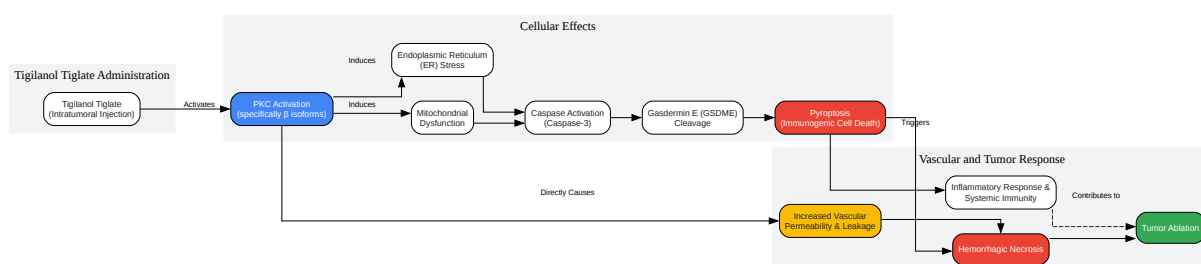 Cellular Effects
Tigilanol Tiglate Administration
Tigilanol Tiglate
(Intratumoral Injection)
Activates
PKC Activation
(specifically β isoforms)
Induces
Endoplasmic Reticulum
(ER) Stress
Induces
Mitochondrial
Dysfunction
Caspase Activation
(Caspase-3)
Gasdermin E (GSDME)
Cleavage
Pyroptosis
(Immunogenic Cell Death)
Triggers
Directly Causes
Vascular and Tumor Response
Inflammatory Response &
Systemic Immunity
Contributes to
Increased Vascular
Permeability & Leakage
Hemorrhagic Necrosis
Tumor Ablation